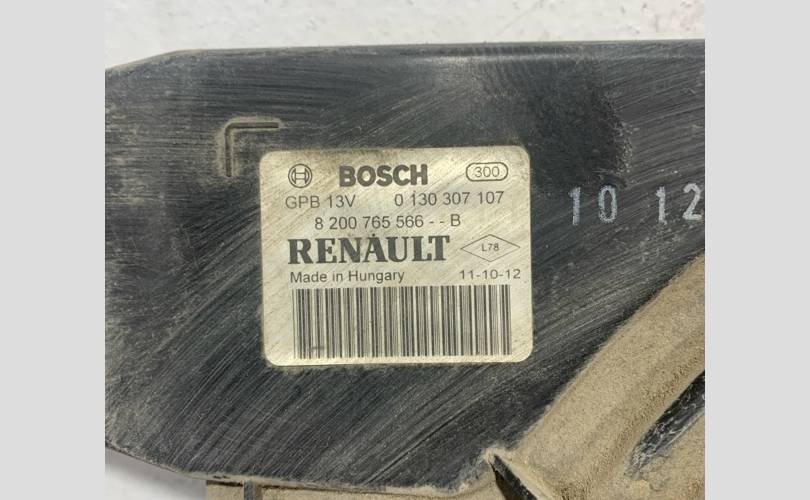 BOSCH 300
GPB 13V 0 130 307 107
8 200 765 566 - - B
RENAULT L78
Made in Hungary 11-10-12
10 12